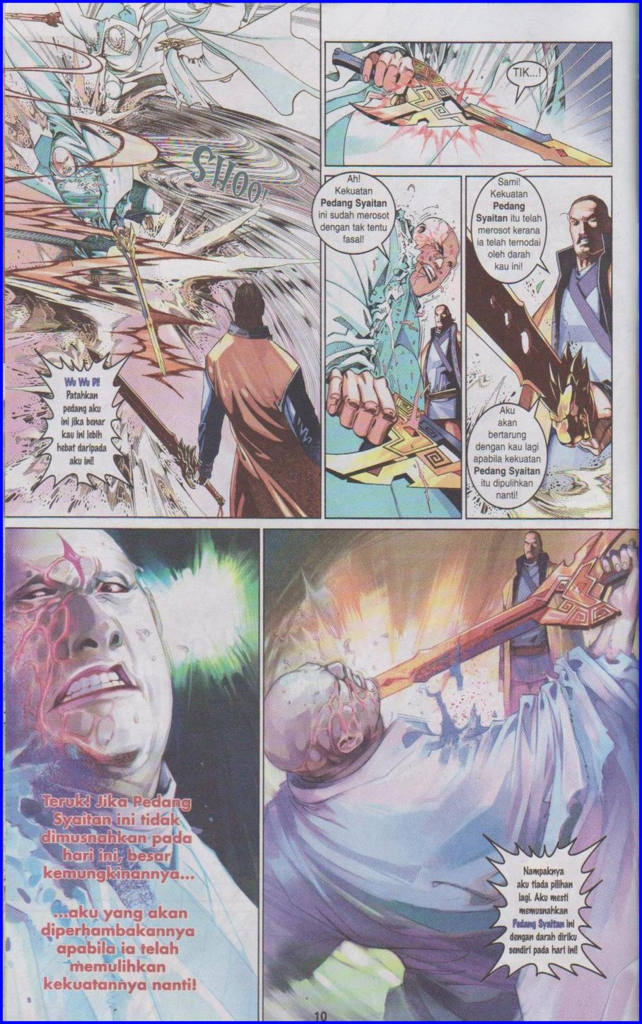 SHOO!
Wu Wu Di!
Patahkan
pedang aku
ini jika benar
kau ini lebih
hebat daripada
aku ini!
TIK...!
Ah!
Kekuatan
Pedang Syaitan
ini sudah merosot
dengan tak tentu
fasal!
Sami!
Kekuatan
Pedang
Syaitan itu telah
merosot kerana
ia telah ternodai
oleh darah
kau ini!
Aku
akan
bertarung
dengan kau lagi
apabila kekuatan
Pedang Syaitan
itu dipulihkan
nanti!
Teruk! Jika Pedang
Syaitan ini tidak
dimusnahkan pada
hari ini, besar
kemungkinannya...
...aku yang akan
diperhambakannya
apabila ia telah
memulihkan
kekuatannya nanti!
Nampaknya
aku tiada pilihan
lagi. Aku mesti
memusnahkan
Pedang Syaitan ini
dengan darah diriku
sendiri pada hari ini!
10